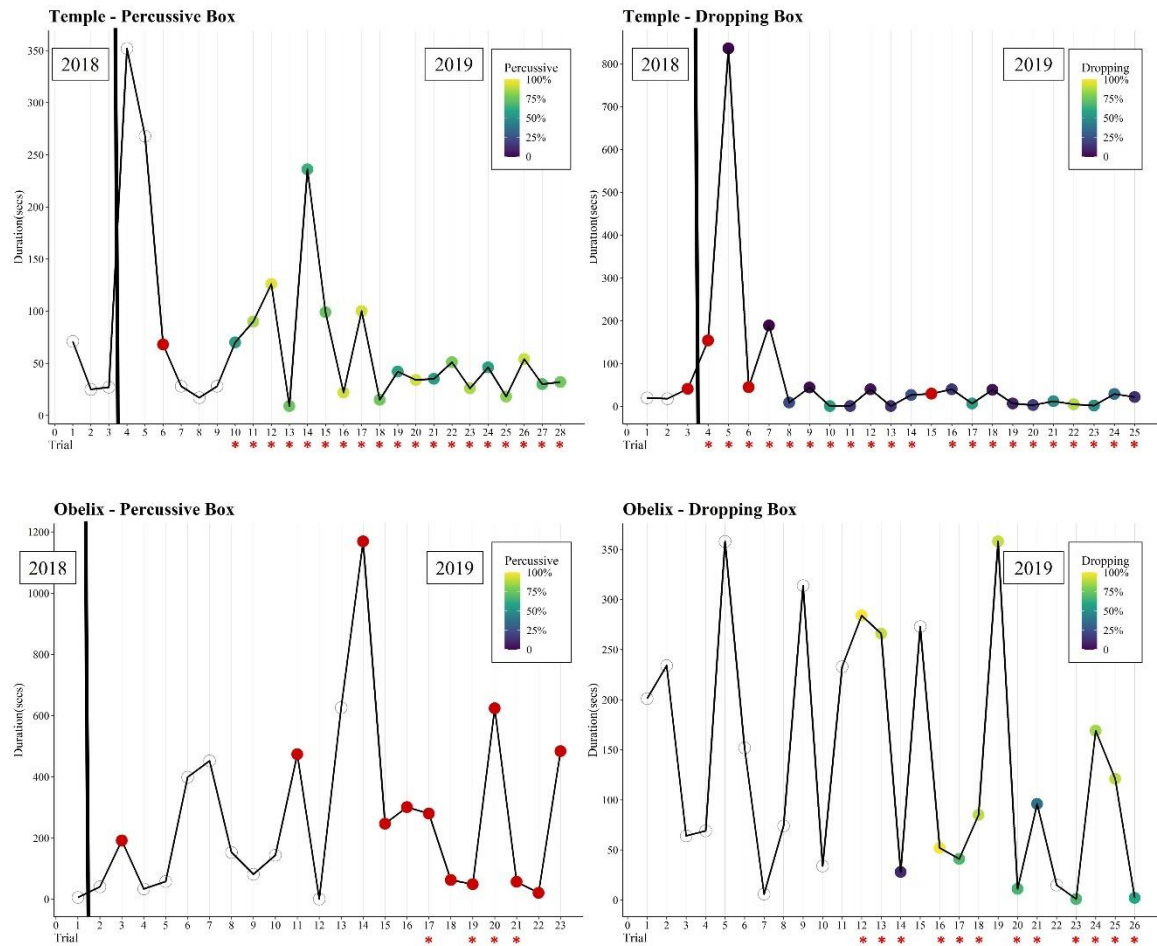 Temple - Percussive Box
2018
2019
Percussive
100%
75%
50%
25%
0
Duration(secs)
350
300
250
200
150
100
50
0
0 1 2 3 4 5 6 7 8 9 10 11 12 13 14 15 16 17 18 19 20 21 22 23 24 25 26 27 28
Trial * * * * * * * * * * * * * * * * * * *
Temple - Dropping Box
2018
2019
Dropping
100%
75%
50%
25%
0
Duration(secs)
800
700
600
500
400
300
200
100
0
0 1 2 3 4 5 6 7 8 9 10 11 12 13 14 15 16 17 18 19 20 21 22 23 24 25
Trial * * * * * * * * * * * * * * * * * * * * *
Obelix - Percussive Box
2018
2019
Percussive
100%
75%
50%
25%
0
Duration(secs)
1200
1000
800
600
400
200
0
0 1 2 3 4 5 6 7 8 9 10 11 12 13 14 15 16 17 18 19 20 21 22 23
Trial * * * *
Obelix - Dropping Box
2019
Dropping
100%
75%
50%
25%
0
Duration(secs)
350
300
250
200
150
100
50
0
0 1 2 3 4 5 6 7 8 9 10 11 12 13 14 15 16 17 18 19 20 21 22 23 24 25 26
Trial * * * * * * * * * * * * *